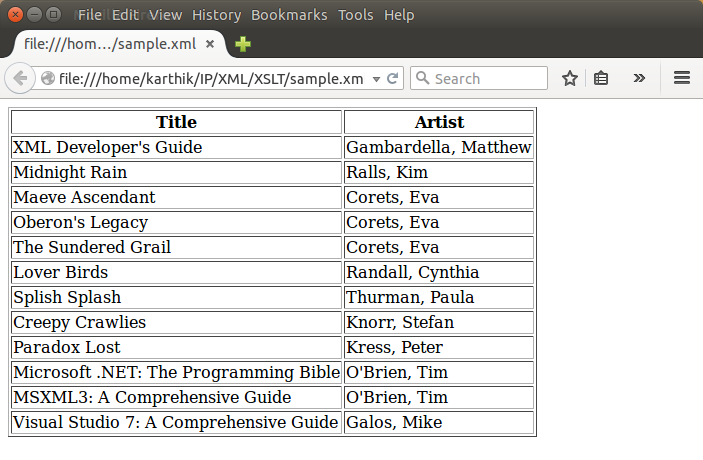 File Edit View History Bookmarks Tools Help
file:///hom…/sample.xml
file:///home/karthik/IP/XML/XSLT/sample.xm Search
Title Artist
XML Developer's Guide Gambardella, Matthew
Midnight Rain Ralls, Kim
Maeve Ascendant Corets, Eva
Oberon's Legacy Corets, Eva
The Sundered Grail Corets, Eva
Lover Birds Randall, Cynthia
Splish Splash Thurman, Paula
Creepy Crawlies Knorr, Stefan
Paradox Lost Kress, Peter
Microsoft .NET: The Programming Bible O'Brien, Tim
MSXML3: A Comprehensive Guide O'Brien, Tim
Visual Studio 7: A Comprehensive Guide Galos, Mike